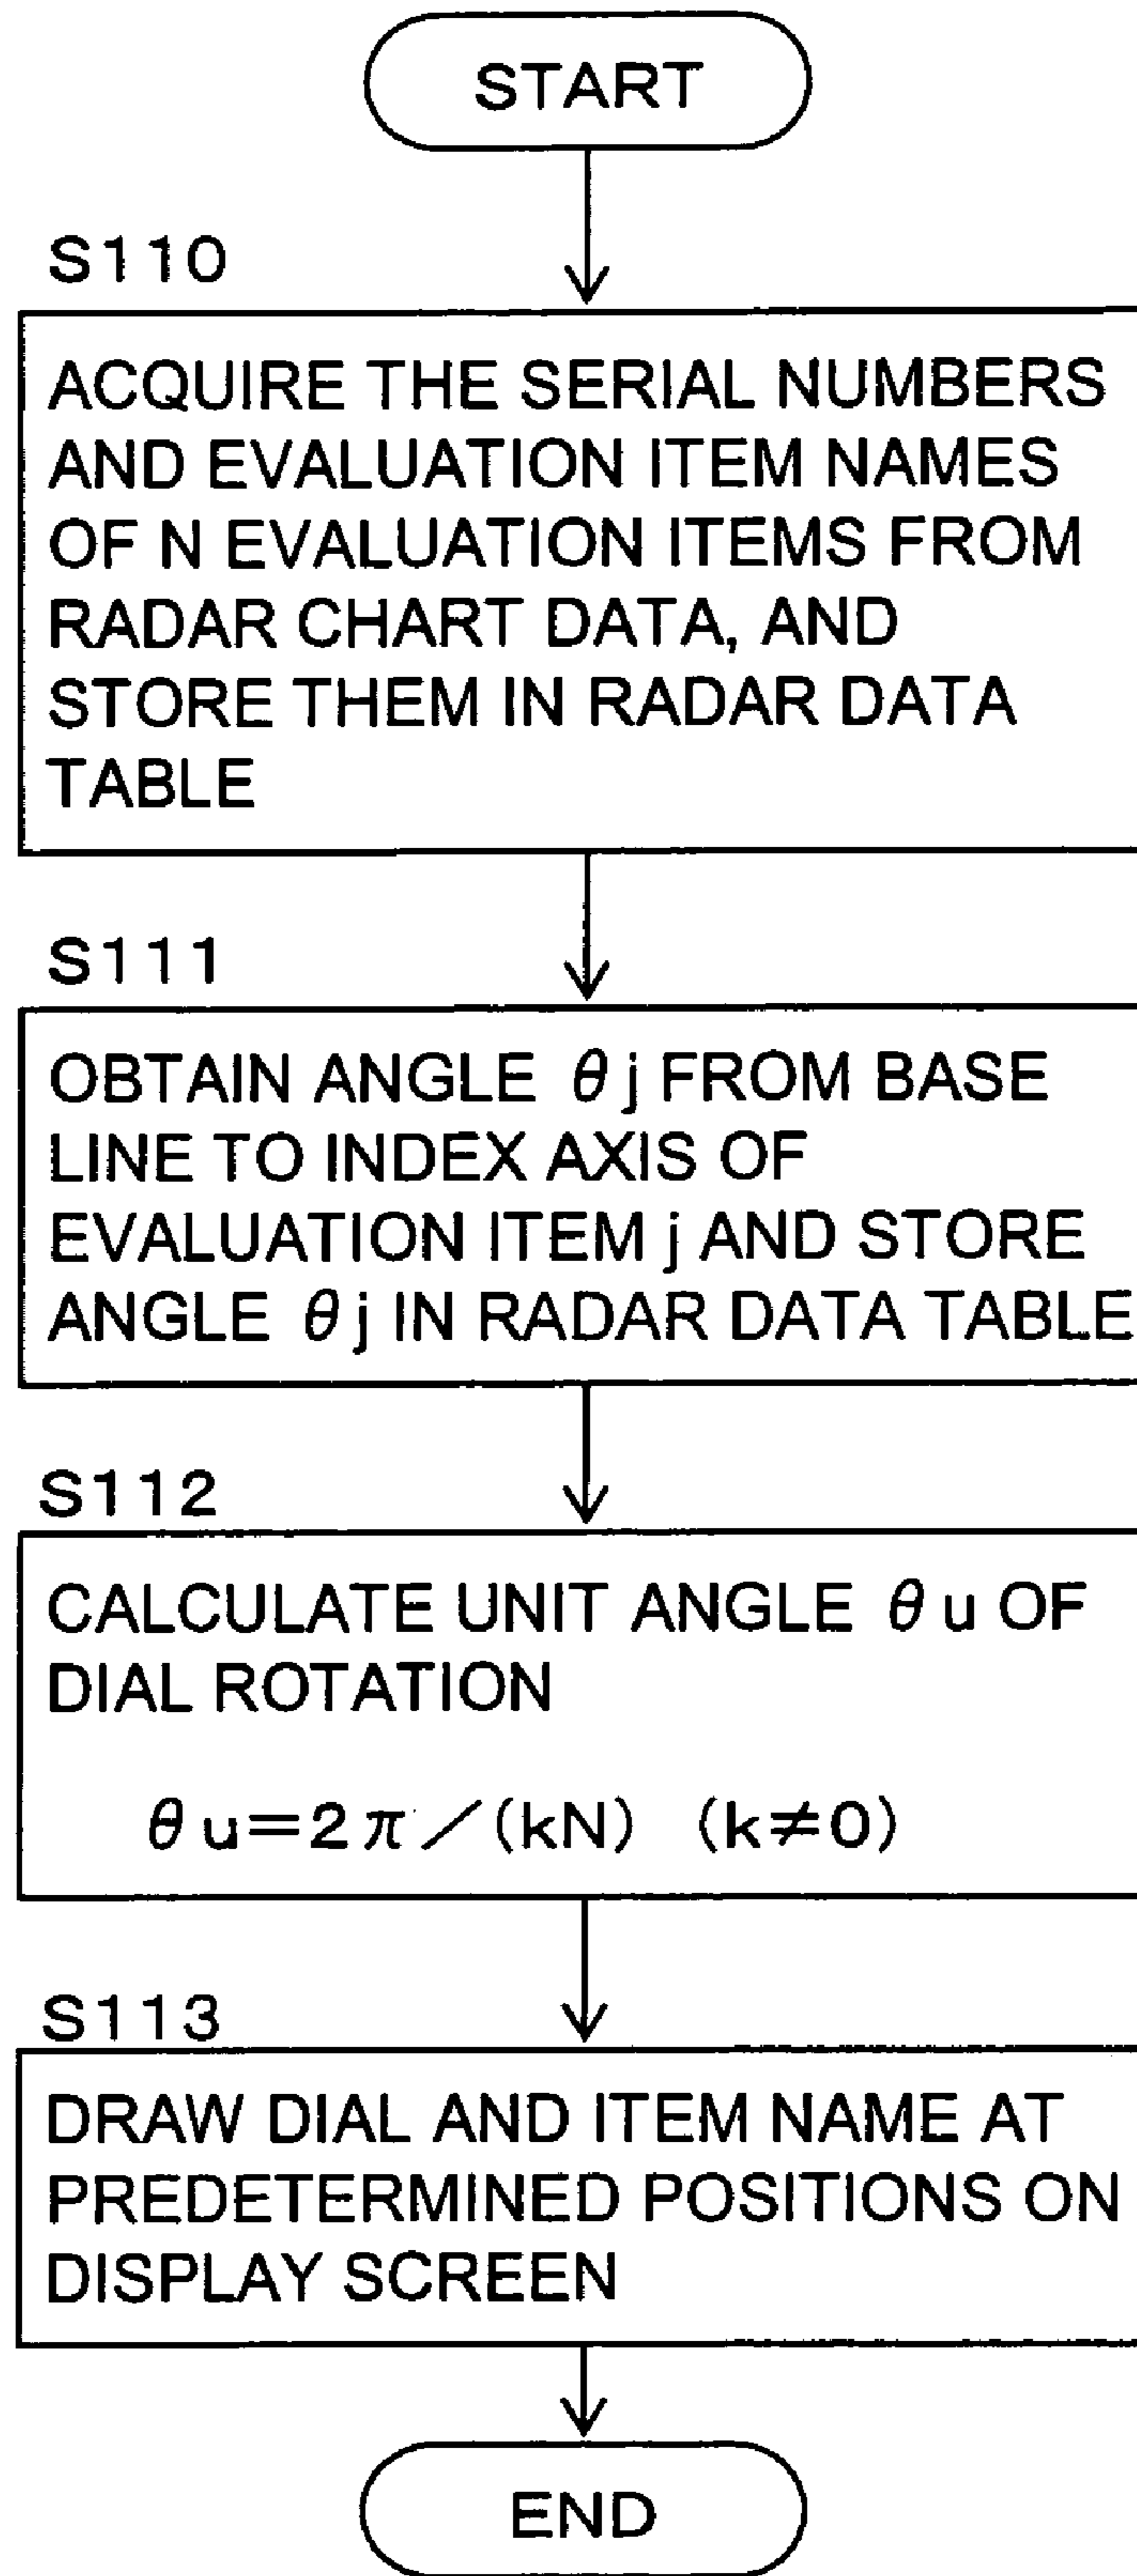 START
S110
ACQUIRE THE SERIAL NUMBERS
AND EVALUATION ITEM NAMES
OF N EVALUATION ITEMS FROM
RADAR CHART DATA, AND
STORE THEM IN RADAR DATA
TABLE
S111
OBTAIN ANGLE θj FROM BASE
LINE TO INDEX AXIS OF
EVALUATION ITEM j AND STORE
ANGLE θj IN RADAR DATA TABLE
S112
CALCULATE UNIT ANGLE θu OF
DIAL ROTATION
θu=2π/(kN) (k≠0)
S113
DRAW DIAL AND ITEM NAME AT
PREDETERMINED POSITIONS ON
DISPLAY SCREEN
END